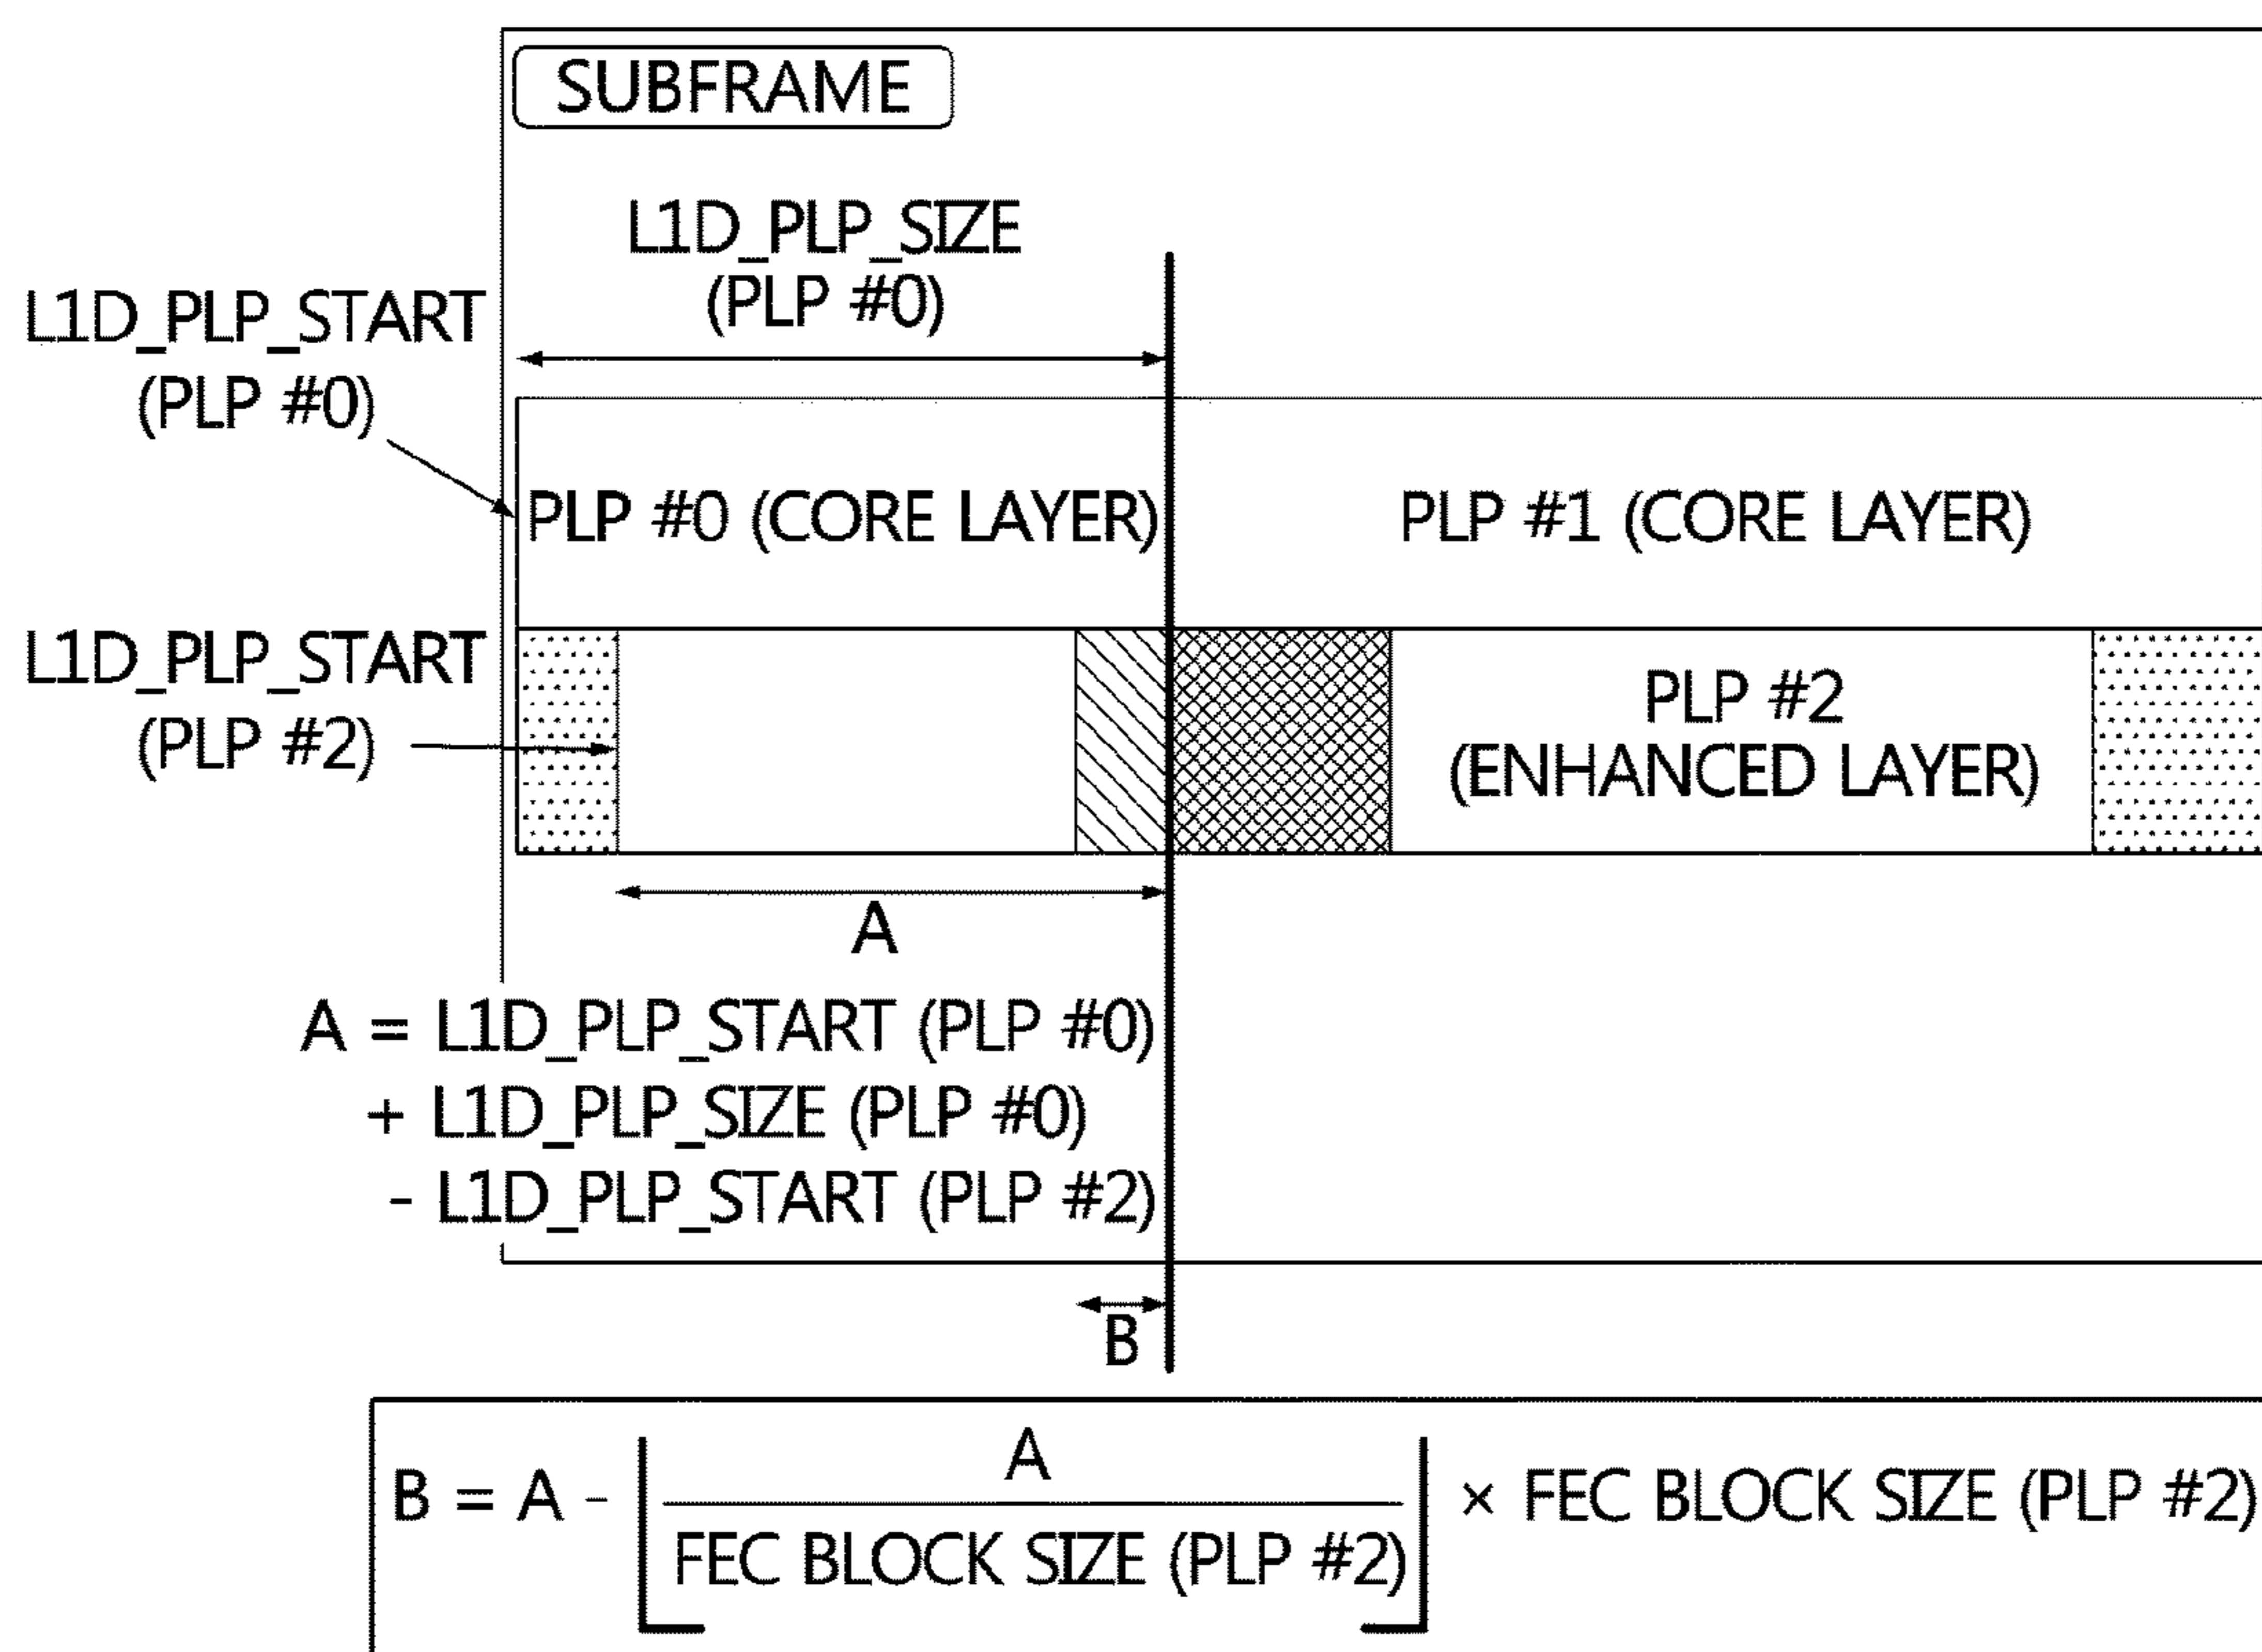 SUBFRAME
L1D_PLP_SIZE
(PLP #0)
L1D_PLP_START
(PLP #0)
PLP #0 (CORE LAYER)
PLP #1 (CORE LAYER)
L1D_PLP_START
(PLP #2)
PLP #2
(ENHANCED LAYER)
A
A = L1D_PLP_START (PLP #0)
+ L1D_PLP_SIZE (PLP #0)
- L1D_PLP_START (PLP #2)
B
B = A - ⌊ A / FEC BLOCK SIZE (PLP #2) ⌋ × FEC BLOCK SIZE (PLP #2)